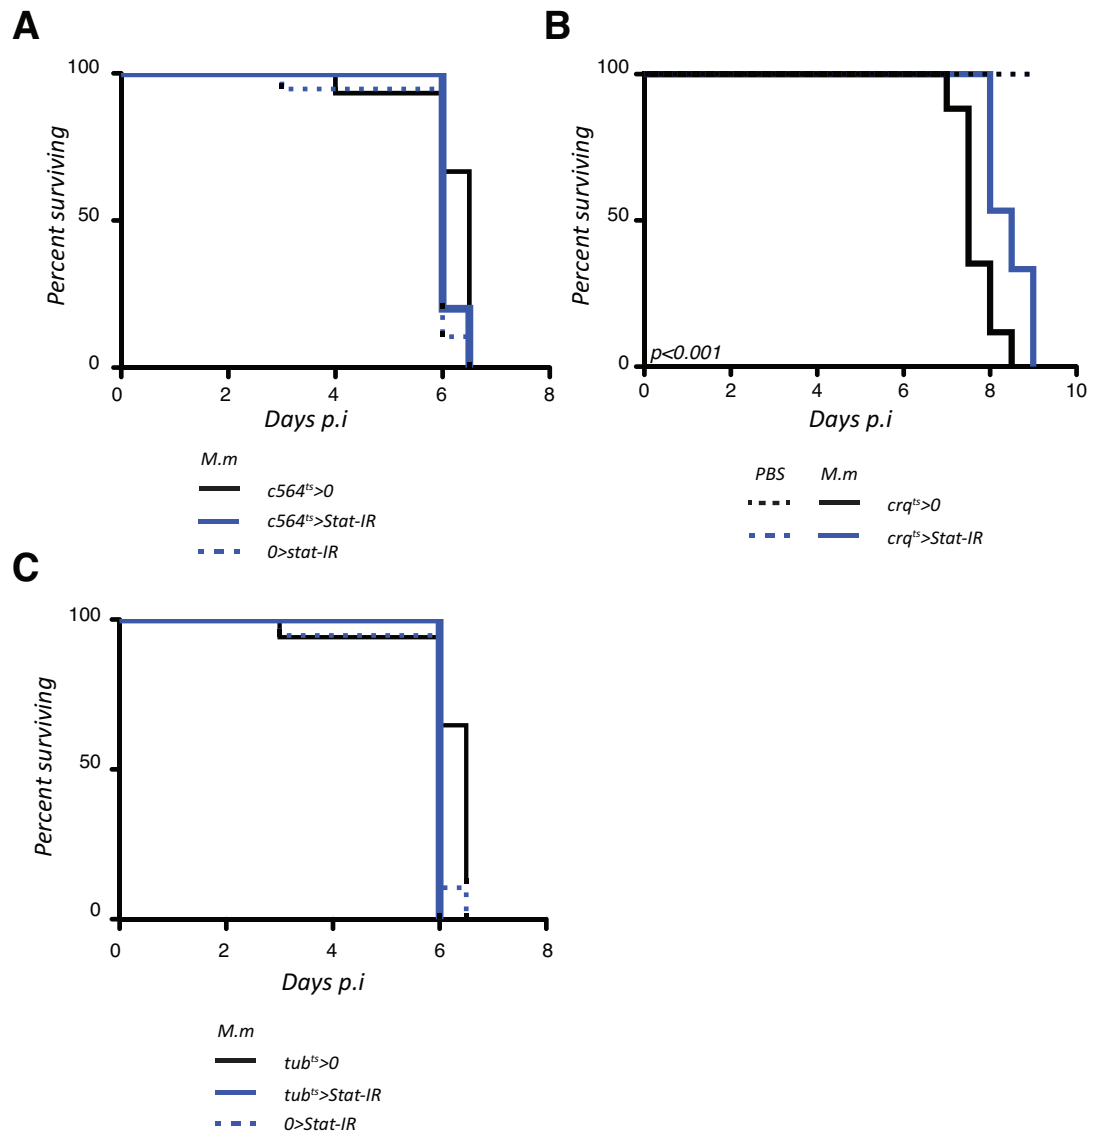 A
100
50
0
Percent surviving
0 2 4 6 8
Days p.i
M.m
c564ts>0
c564ts>Stat-IR
0>stat-IR
B
100
50
0
Percent surviving
p<0.001
0 2 4 6 8 10
Days p.i
PBS M.m
crqts>0
crqts>Stat-IR
C
100
50
0
Percent surviving
0 2 4 6 8
Days p.i
M.m
tubts>0
tubts>Stat-IR
0>Stat-IR